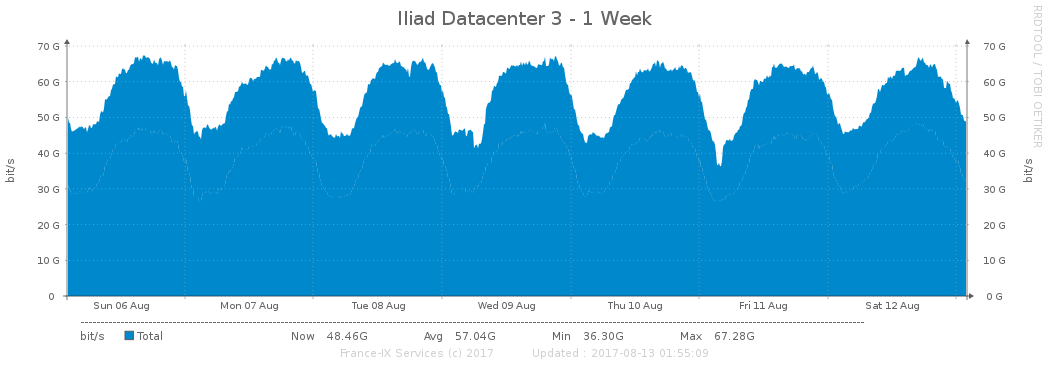 Iliad Datacenter 3 - 1 Week
RRDTOOL / TOBI OETIKER
70 G 70 G
60 G 60 G
50 G 50 G
40 G 40 G
30 G 30 G
20 G 20 G
10 G 10 G
0 0 G
bit/s bit/s
Sun 06 Aug Mon 07 Aug Tue 08 Aug Wed 09 Aug Thu 10 Aug Fri 11 Aug Sat 12 Aug
bit/s Total Now 48.46G Avg 57.04G Min 36.30G Max 67.28G
France-IX Services (c) 2017 Updated : 2017-08-13 01:55:09